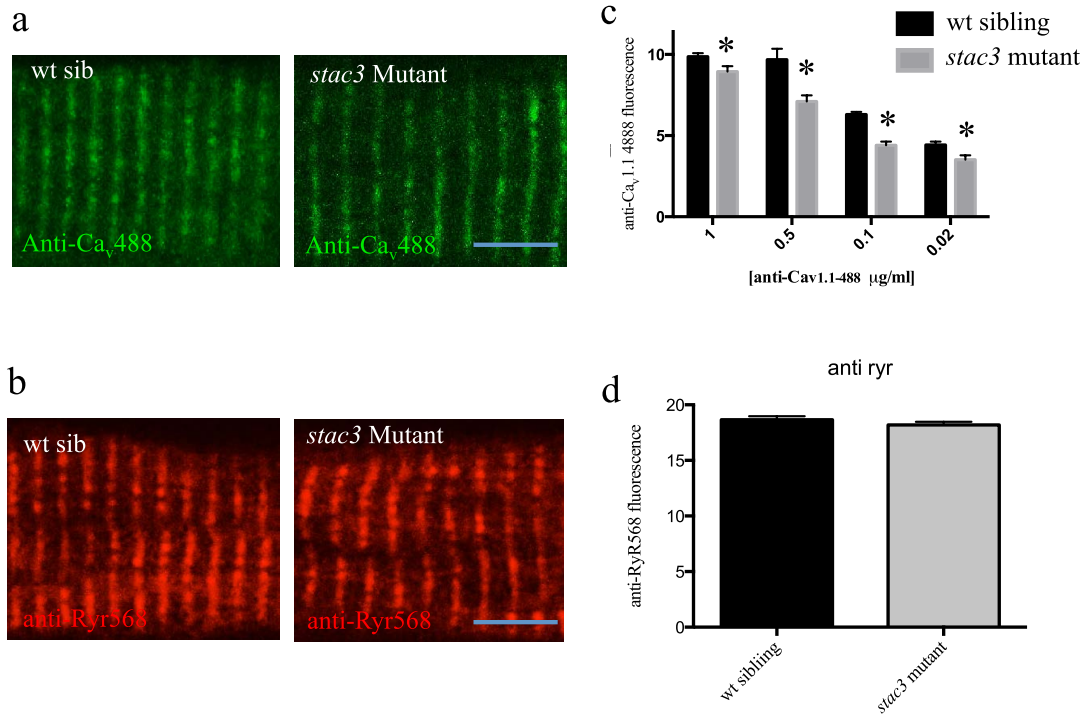 a
wt sib
Anti-Cav488
stac3 Mutant
Anti-Cav488
c
wt sibling
stac3 mutant
anti-Cav1.1 4888 fluorescence
10
5
0
* * * *
1 0.5 0.1 0.02
[anti-Cav1.1-488 μg/ml]
b
wt sib
anti-Ryr568
stac3 Mutant
anti-Ryr568
d
anti ryr
anti-RyR568 fluorescence
20
15
10
5
0
wt sibliing
stac3 mutant